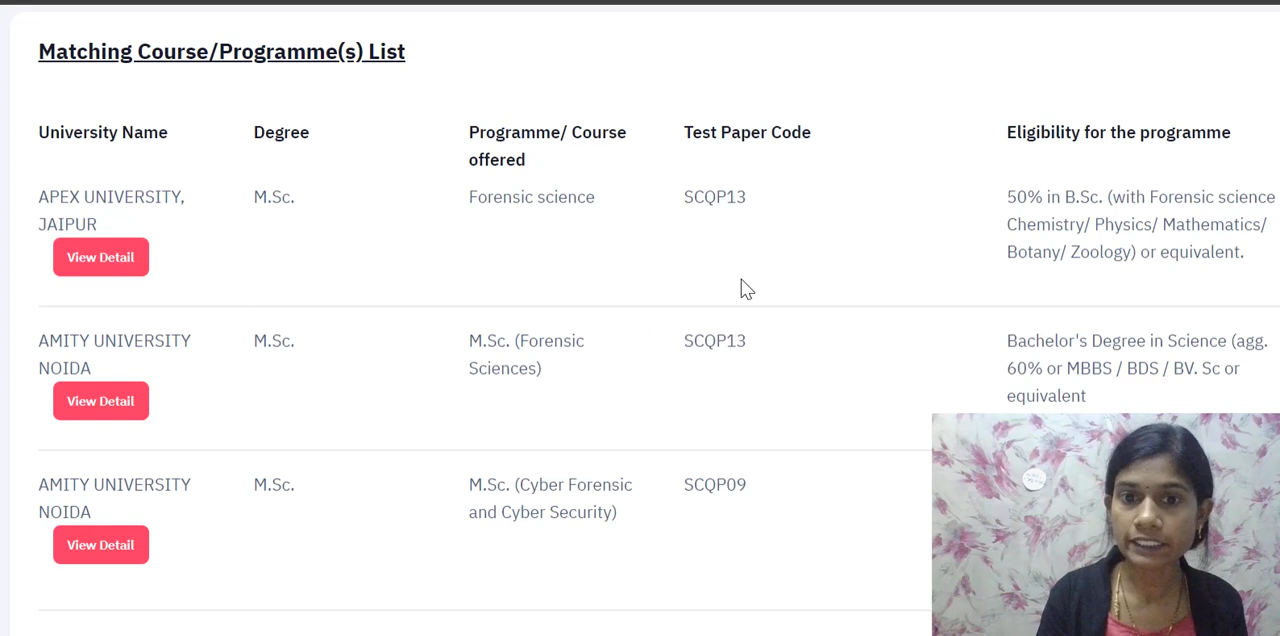 Matching Course/Programme(s) List
University Name
Degree
Programme/ Course
offered
Test Paper Code
Eligibility for the programme
APEX UNIVERSITY,
JAIPUR
View Detail
M.Sc.
Forensic science
SCQP13
50% in B.Sc. (with Forensic science
Chemistry/ Physics/ Mathematics/
Botany/ Zoology) or equivalent.
AMITY UNIVERSITY
NOIDA
View Detail
M.Sc.
M.Sc. (Forensic
Sciences)
SCQP13
Bachelor's Degree in Science (agg.
60% or MBBS / BDS / BV. Sc or
equivalent
AMITY UNIVERSITY
NOIDA
View Detail
M.Sc.
M.Sc. (Cyber Forensic
and Cyber Security)
SCQP09